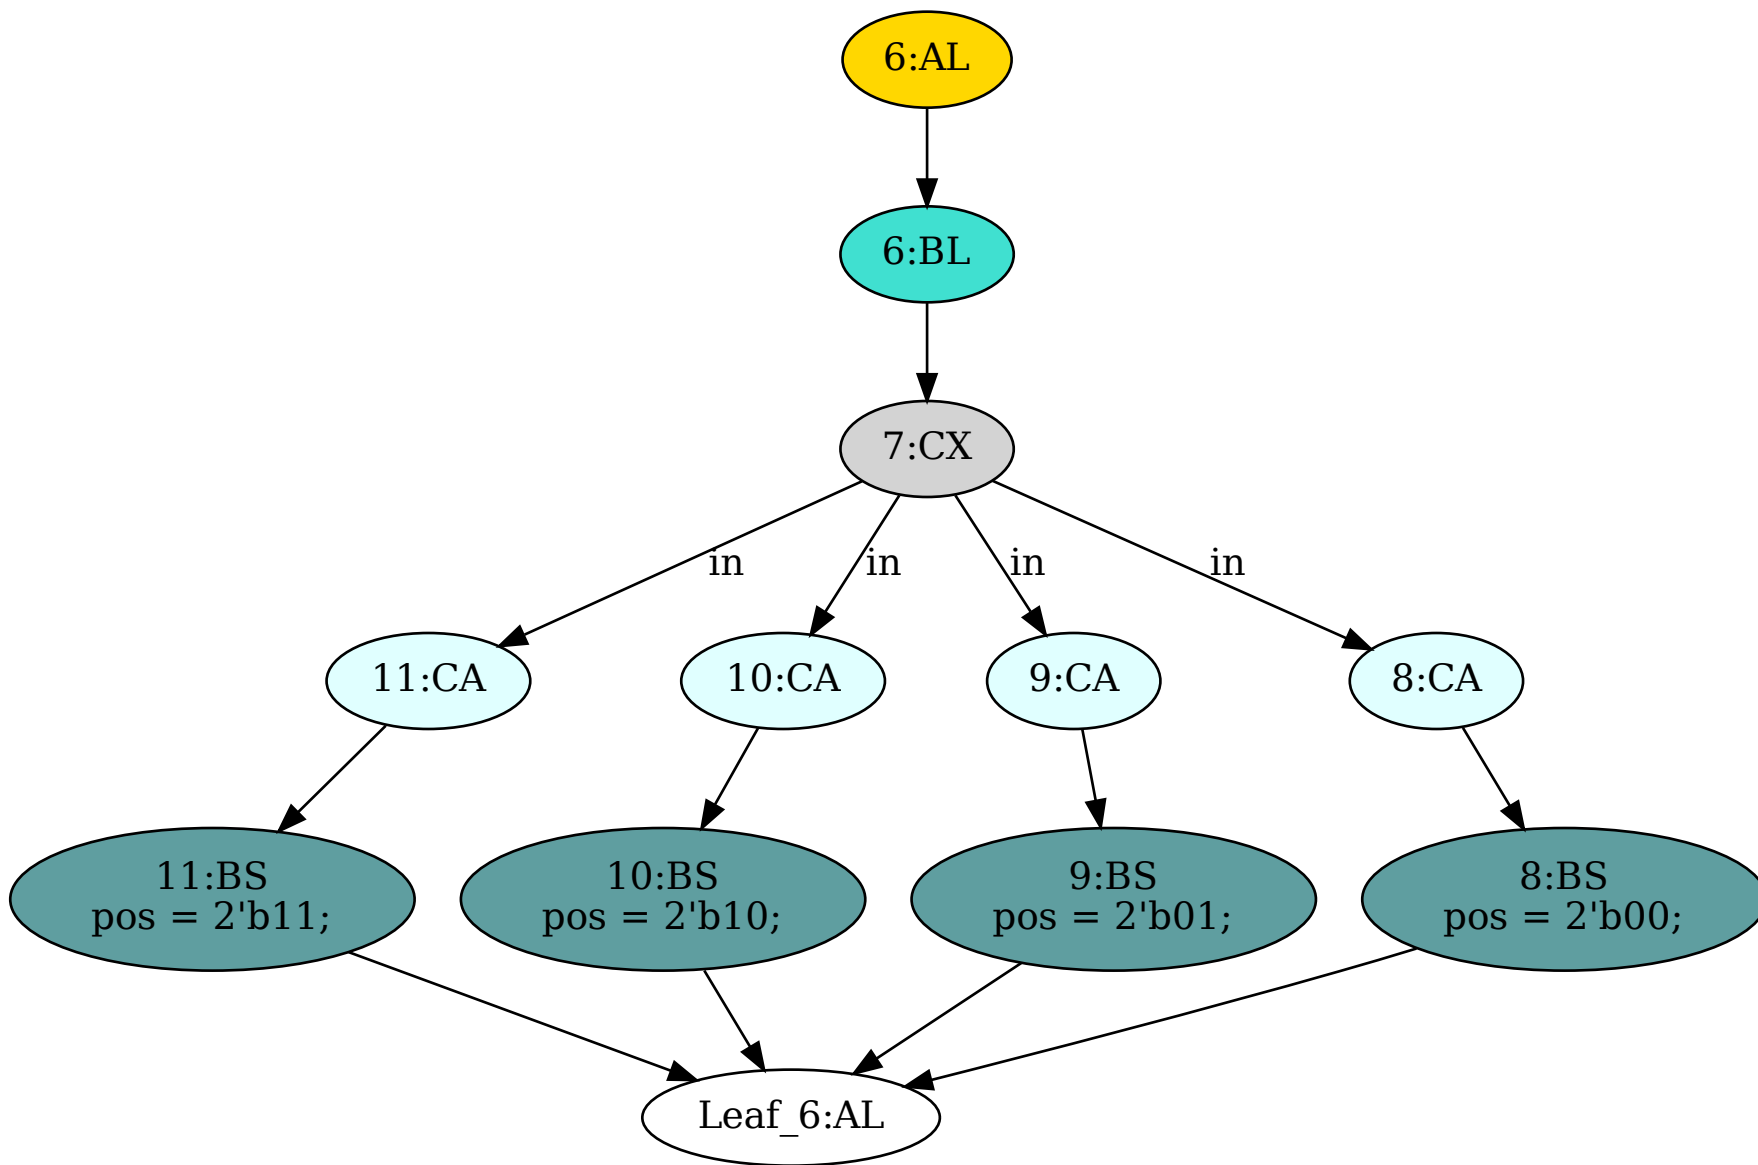 6:AL
6:BL
7:CX
in
in
in
in
11:CA
10:CA
9:CA
8:CA
11:BS
pos = 2'b11;
10:BS
pos = 2'b10;
9:BS
pos = 2'b01;
8:BS
pos = 2'b00;
Leaf_6:AL